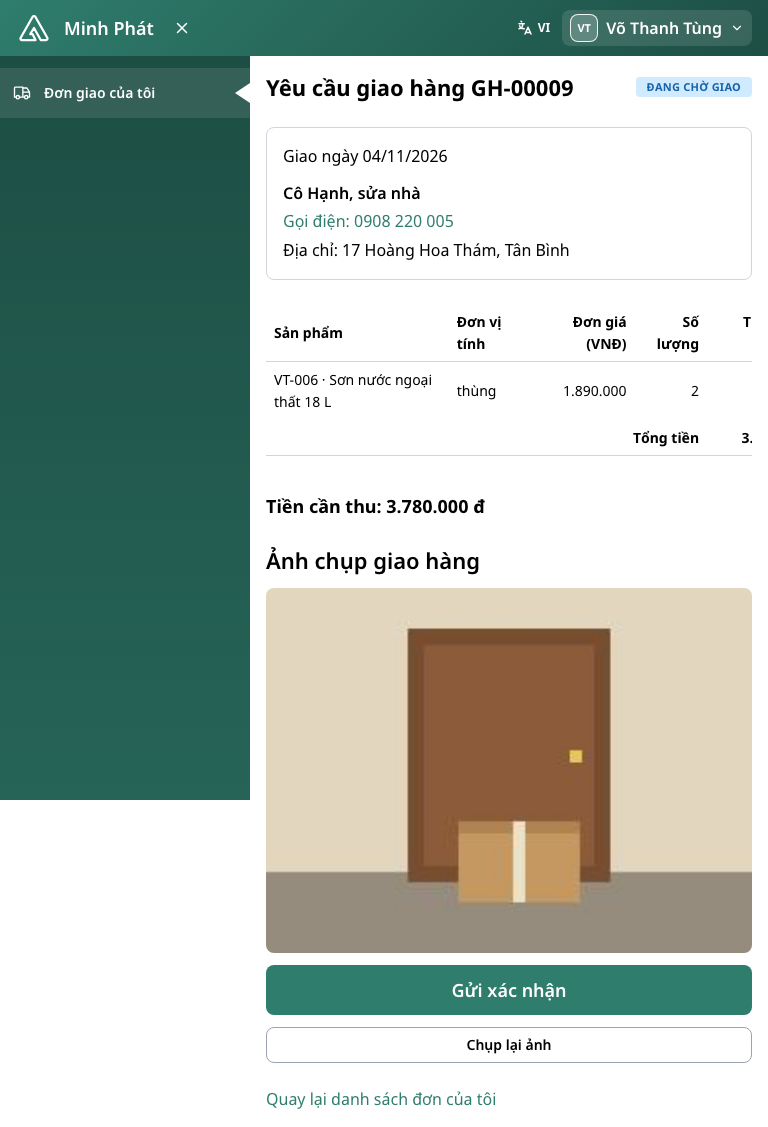 Minh Phát
VI
VT
Võ Thanh Tùng
Đơn giao của tôi
Yêu cầu giao hàng GH-00009
ĐANG CHỜ GIAO
Giao ngày 04/11/2026
Cô Hạnh, sửa nhà
Gọi điện: 0908 220 005
Địa chỉ: 17 Hoàng Hoa Thám, Tân Bình
Sản phẩm
Đơn vị
tính
Đơn giá
(VNĐ)
Số
lượng
T
VT-006 · Sơn nước ngoại
thất 18 L
thùng
1.890.000
2
Tổng tiền
3.
Tiền cần thu: 3.780.000 đ
Ảnh chụp giao hàng
Gửi xác nhận
Chụp lại ảnh
Quay lại danh sách đơn của tôi